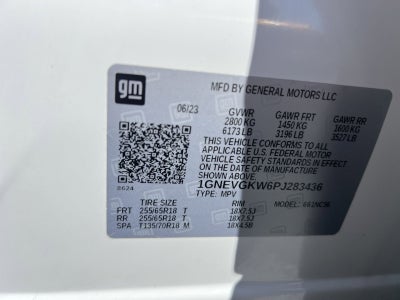 gm
MFD BY GENERAL MOTORS LLC
06/23 GVWR GAWR FRT GAWR RR
2800 KG 1450 KG 1600 KG
6173 LB 3196 LB 3527 LB
THIS VEHICLE CONFORMS TO ALL
APPLICABLE U.S. FEDERAL MOTOR
VEHICLE SAFETY STANDARDS IN EFFECT
ON THE DATE OF MANUFACTURE SHOWN ABOVE.
8624 1GNEVGKW6PJ283436
TYPE: MPV MODEL:
TIRE SIZE RIM
FRT 255/65R18 T 18X7.5J
RR 255/65R18 T 18X7.5J
SPA T135/70R18 M 18X4.5B